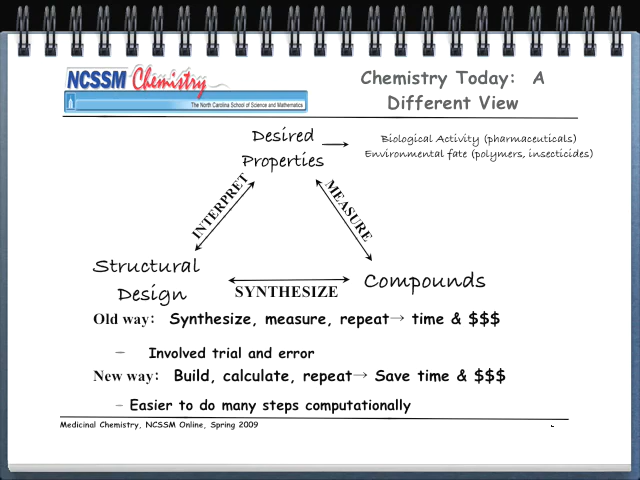 NCSSM Chemistry
The North Carolina School of Science and Mathematics
Chemistry Today: A
Different View
Desired
Properties
Biological Activity (pharmaceuticals)
Environmental fate (polymers, insecticides)
INTERPRET
MEASURE
Structural
Design
SYNTHESIZE
Compounds
Old way: Synthesize, measure, repeat→ time & $$$
– Involved trial and error
New way: Build, calculate, repeat→ Save time & $$$
– Easier to do many steps computationally
Medicinal Chemistry, NCSSM Online, Spring 2009